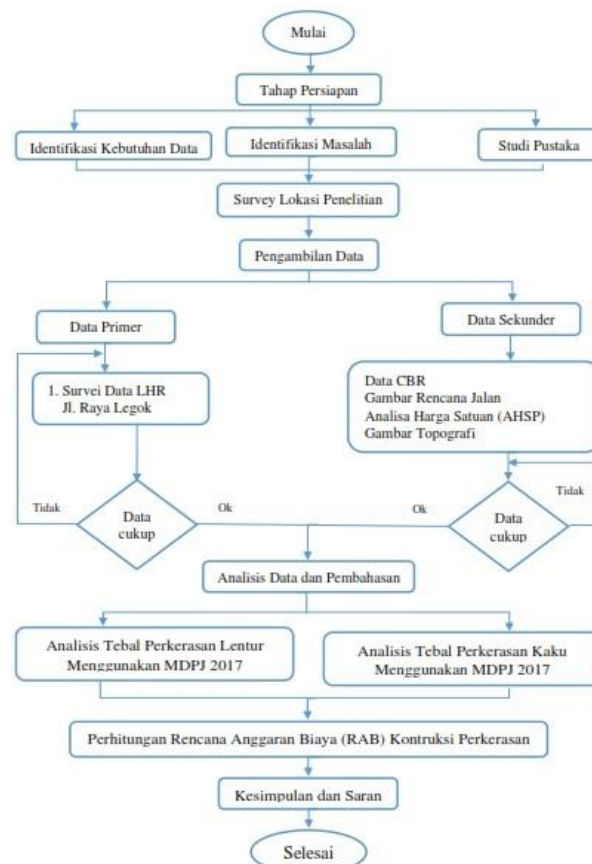 Mulai
Tahap Persiapan
Identifikasi Kebutuhan Data
Identifikasi Masalah
Studi Pustaka
Survey Lokasi Penelitian
Pengambilan Data
Data Primer
Data Sekunder
1. Survei Data LHR
Jl. Raya Legok
Data CBR
Gambar Rencana Jalan
Analisa Harga Satuan (AHSP)
Gambar Topografi
Tidak
Data
cukup
Ok
Ok
Data
cukup
Tidak
Analisis Data dan Pembahasan
Analisis Tebal Perkerasan Lentur
Menggunakan MDPJ 2017
Analisis Tebal Perkerasan Kaku
Menggunakan MDPJ 2017
Perhitungan Rencana Anggaran Biaya (RAB) Kontruksi Perkerasan
Kesimpulan dan Saran
Selesai